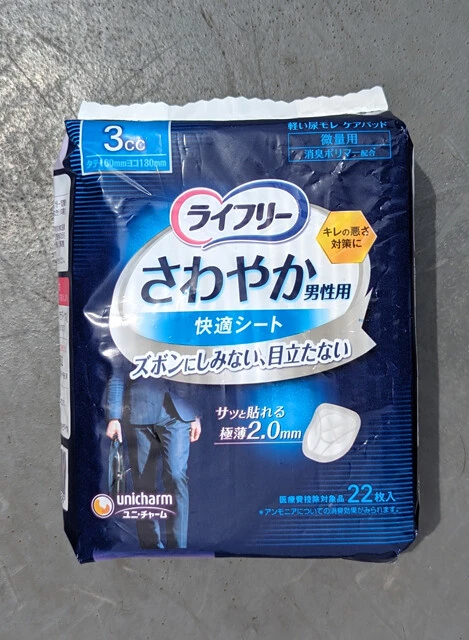 3cc
タテ160mmヨコ130mm
軽い尿モレ ケアパッド
微量用
消臭ポリマー配合
ライフリー
キレの悪さ
対策に
さわやか 男性用
快適シート
ズボンにしみない、目立たない
サッと貼れる
極薄2.0mm
unicharm
ユニ・チャーム
医療費控除対象品 22枚入
*アンモニアについての消臭効果がみられます。